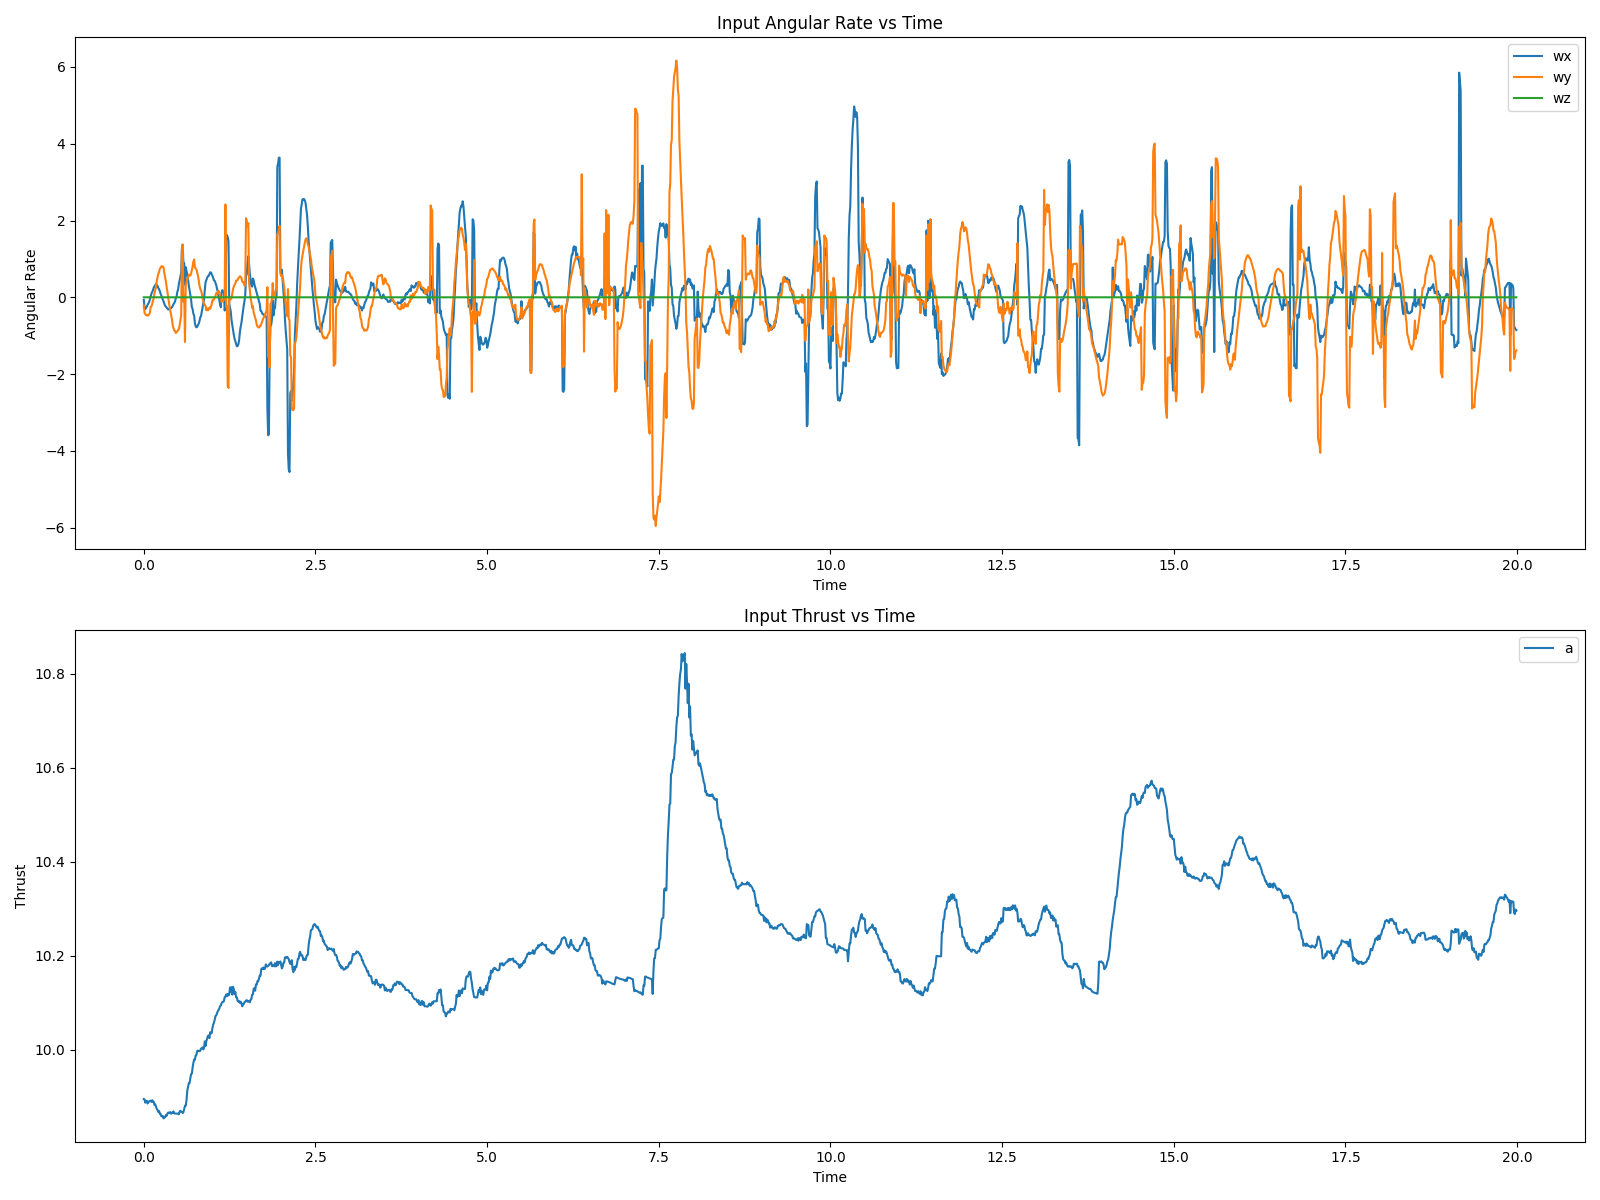 Input Angular Rate vs Time
Angular Rate
6
4
2
0
−2
−4
−6
wx
wy
wz
0.0 2.5 5.0 7.5 10.0 12.5 15.0 17.5 20.0
Time
Input Thrust vs Time
Thrust
10.8
10.6
10.4
10.2
10.0
a
0.0 2.5 5.0 7.5 10.0 12.5 15.0 17.5 20.0
Time